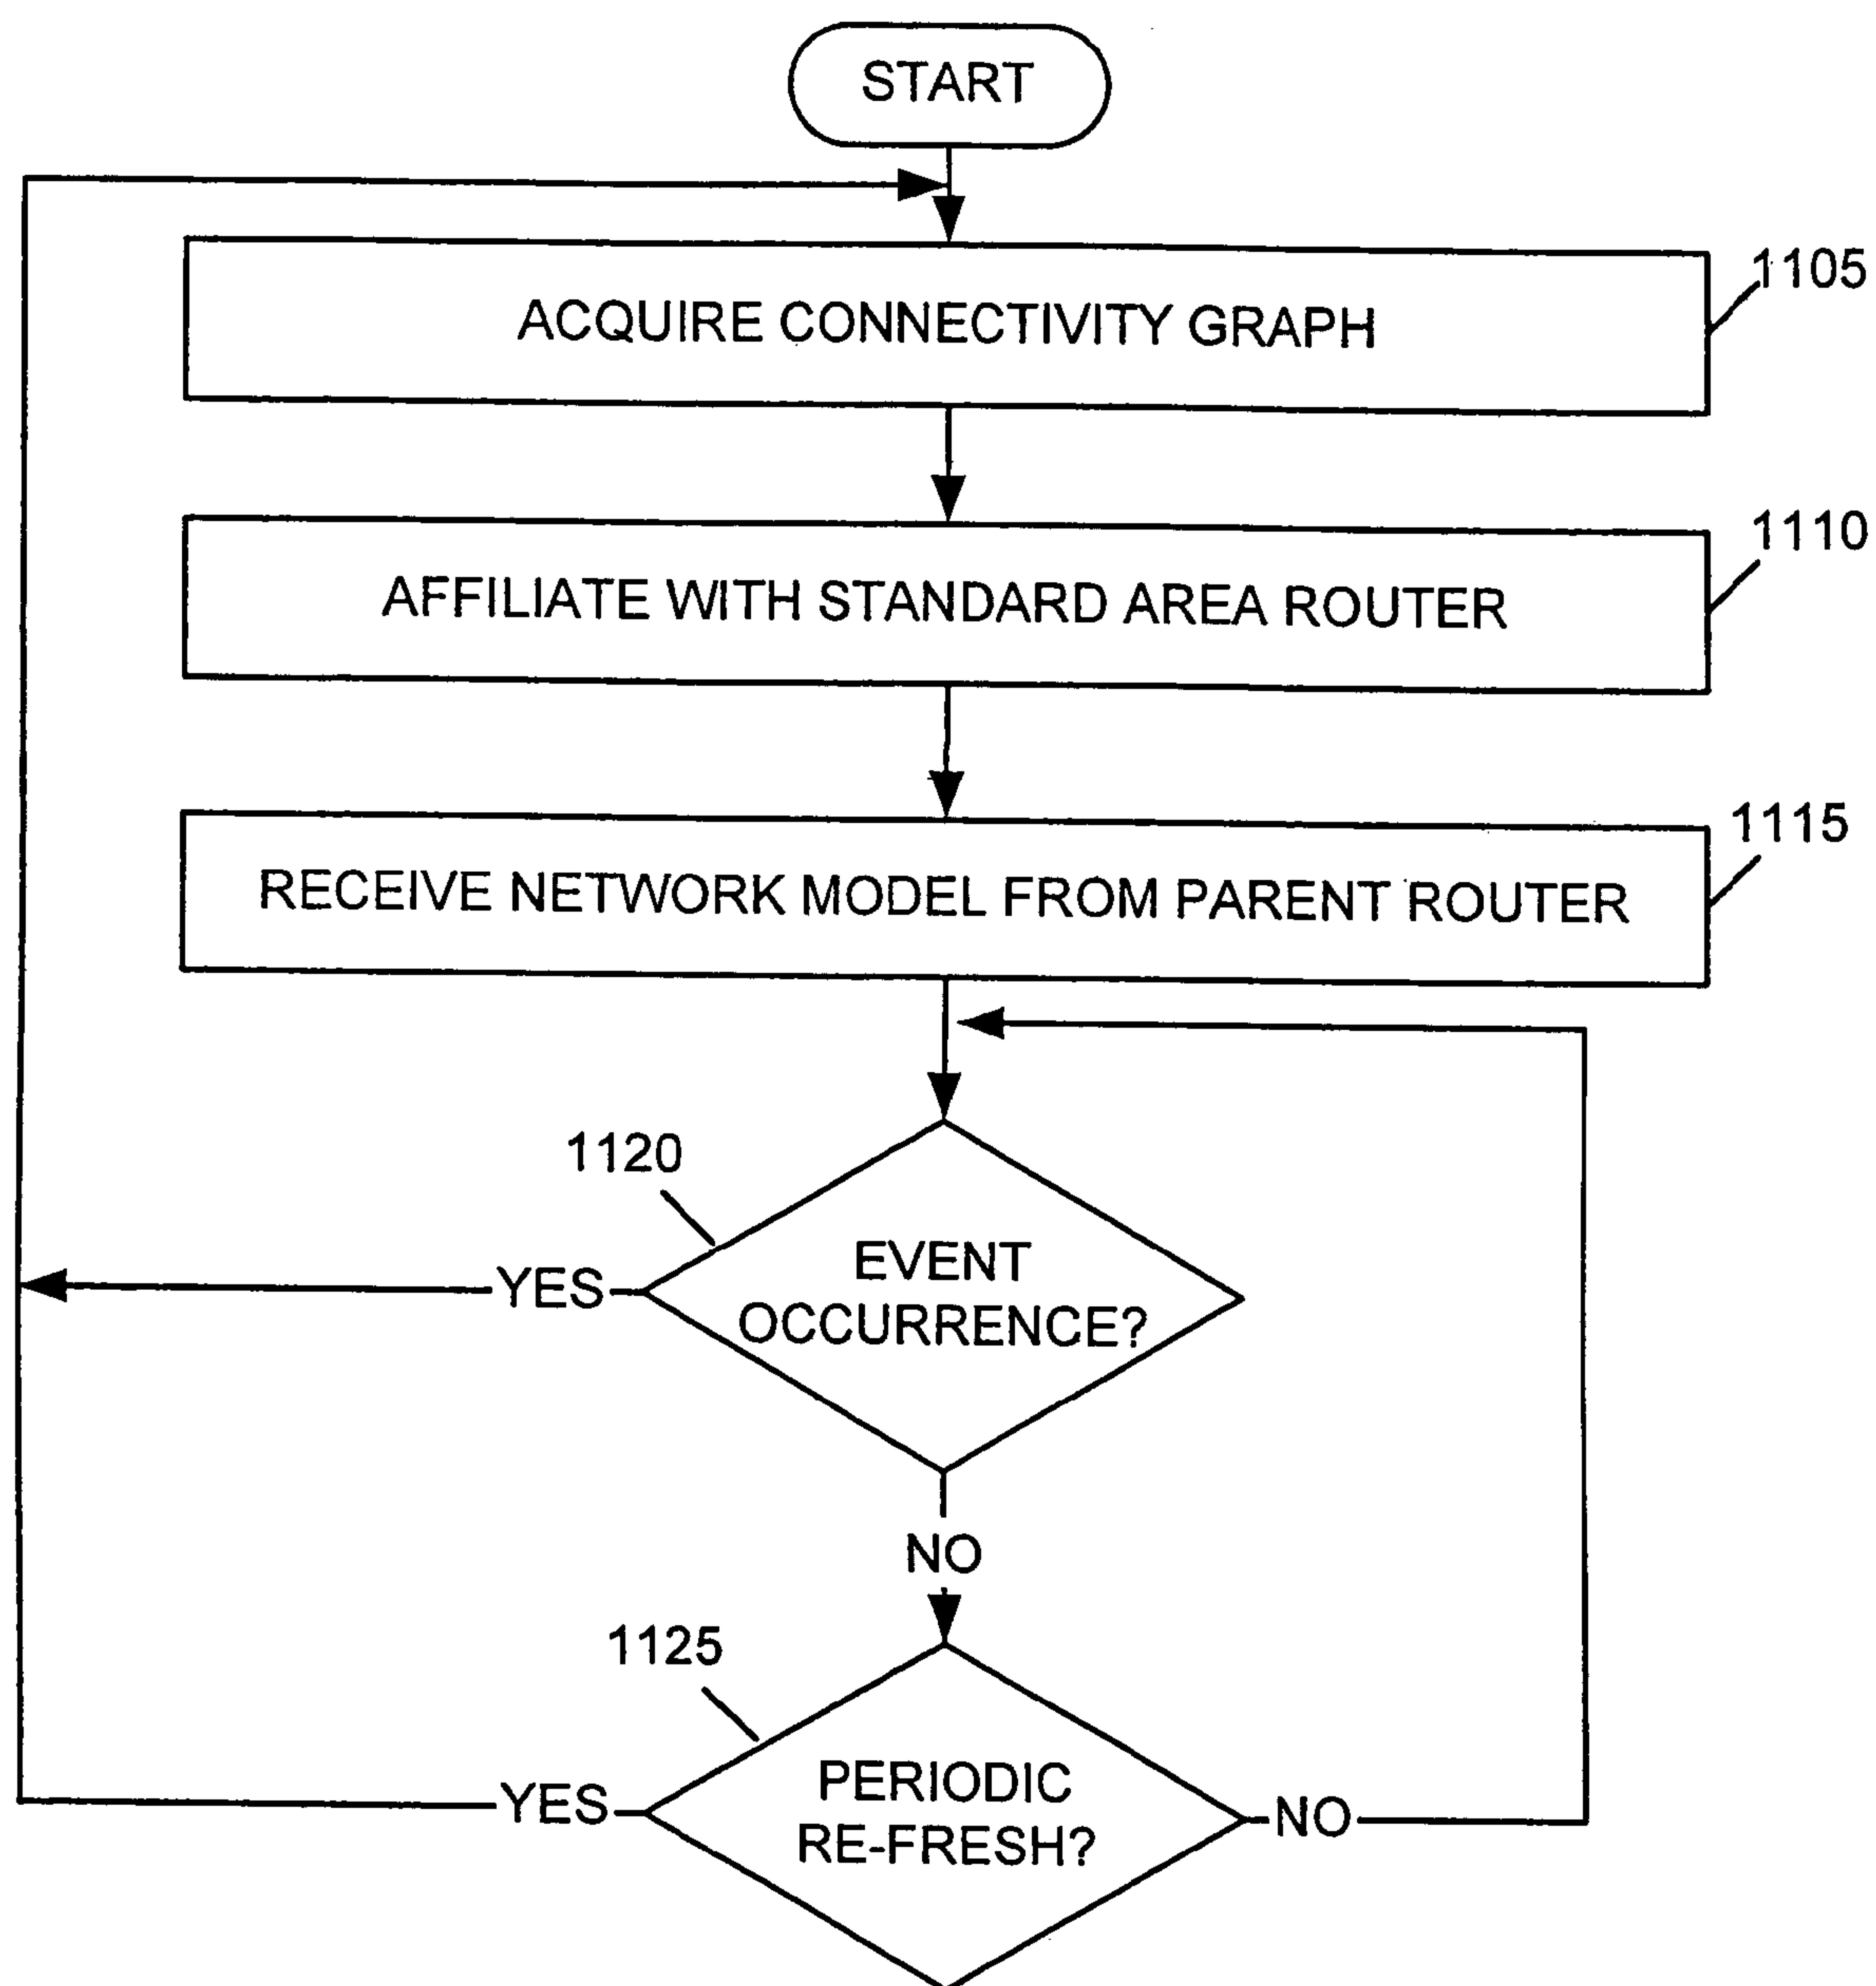 START
1105
ACQUIRE CONNECTIVITY GRAPH
1110
AFFILIATE WITH STANDARD AREA ROUTER
1115
RECEIVE NETWORK MODEL FROM PARENT ROUTER
1120
EVENT
OCCURRENCE?
YES
NO
1125
PERIODIC
RE-FRESH?
YES
NO